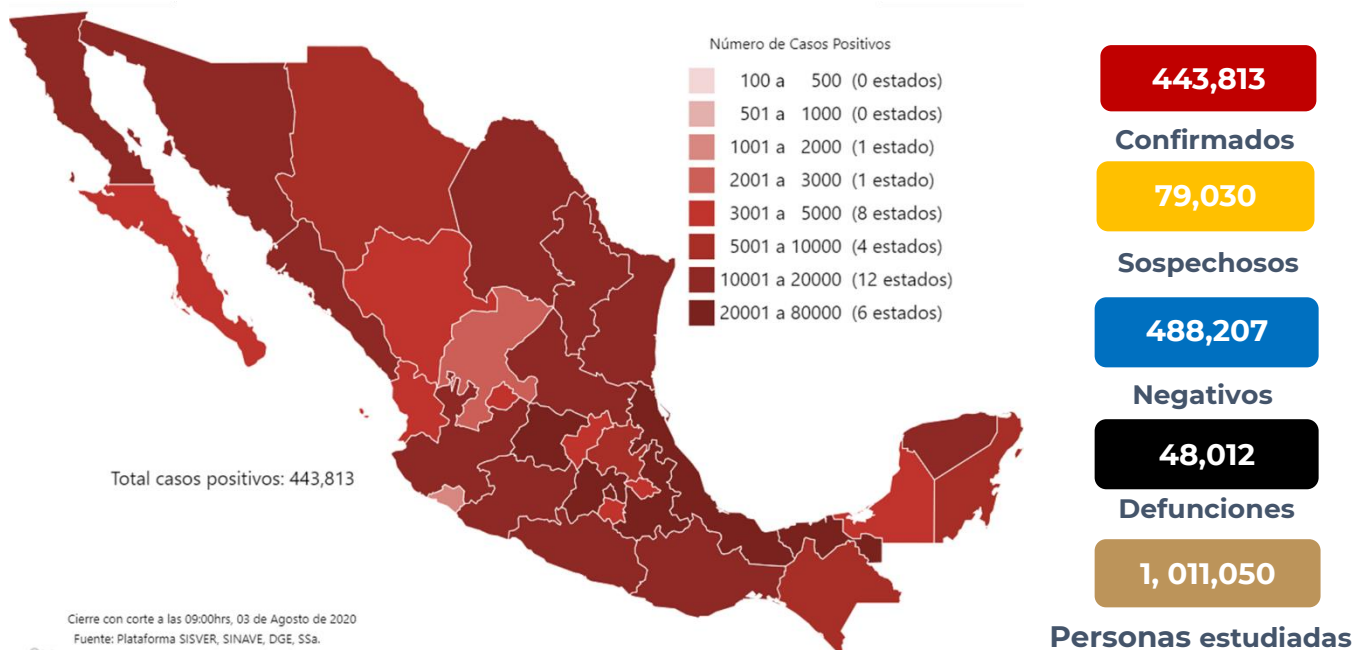 Número de Casos Positivos
100 a 500 (0 estados)
501 a 1000 (0 estados)
1001 a 2000 (1 estado)
2001 a 3000 (1 estado)
3001 a 5000 (8 estados)
5001 a 10000 (4 estados)
10001 a 20000 (12 estados)
20001 a 80000 (6 estados)
Total casos positivos: 443,813
Cierre con corte a las 09:00hrs, 03 de Agosto de 2020
Fuente: Plataforma SISVER, SINAVE, DGE, SSa.
443,813
Confirmados
79,030
Sospechosos
488,207
Negativos
48,012
Defunciones
1, 011,050
Personas estudiadas